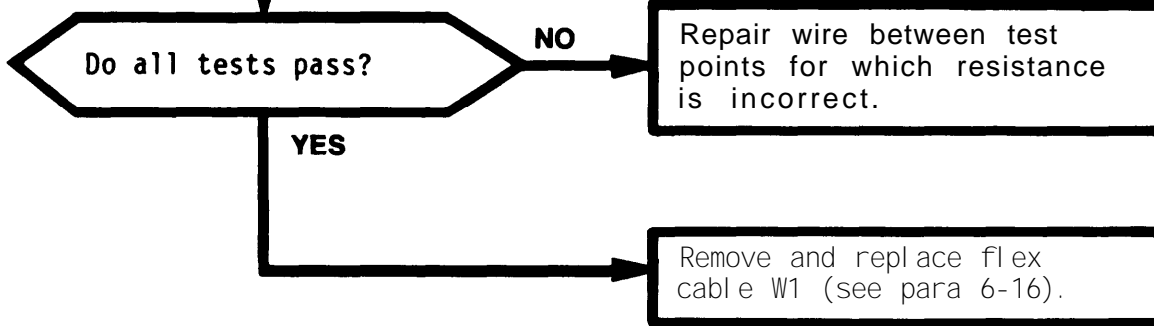 Do all tests pass?
NO
Repair wire between test
points for which resistance
is incorrect.
YES
Remove and replace flex
cable W1 (see para 6-16).